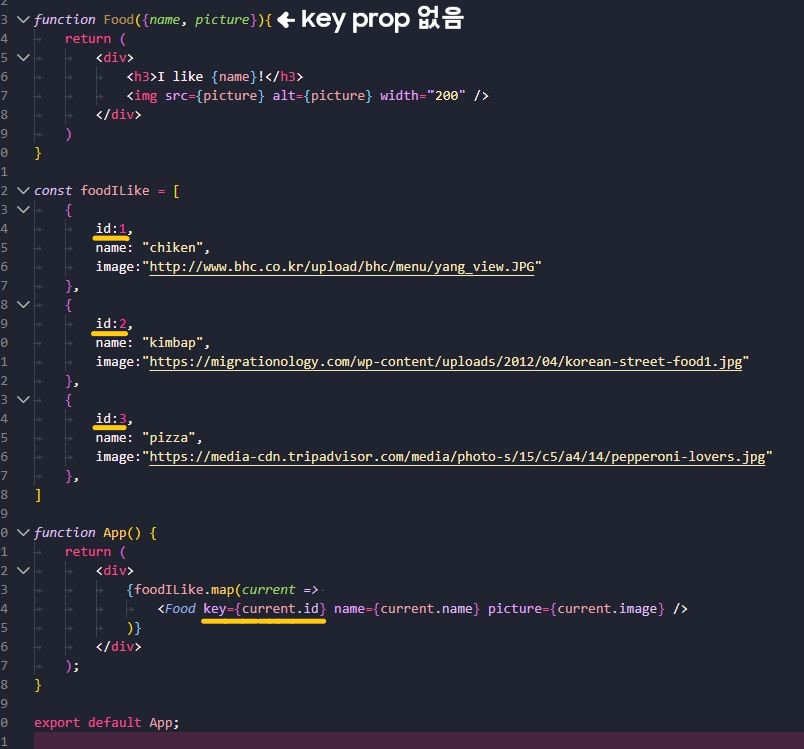 2
3 function Food({name, picture}){ ← key prop 없음
4 return (
5 <div>
6 <h3>I like {name}!</h3>
7 <img src={picture} alt={picture} width="200" />
8 </div>
9 )
0 }
1
2 const foodILike = [
3 {
4 id:1,
5 name: "chiken",
6 image:"http://www.bhc.co.kr/upload/bhc/menu/yang_view.JPG"
7 },
8 {
9 id:2,
0 name: "kimbap",
1 image:"https://migrationology.com/wp-content/uploads/2012/04/korean-street-food1.jpg"
2 },
3 {
4 id:3,
5 name: "pizza",
6 image:"https://media-cdn.tripadvisor.com/media/photo-s/15/c5/a4/14/pepperoni-lovers.jpg"
7 },
8 ]
9
0 function App() {
1 return (
2 <div>
3 {foodILike.map(current =>
4 <Food key={current.id} name={current.name} picture={current.image} />
5 )}
6 </div>
7 );
8 }
9
0 export default App;
1